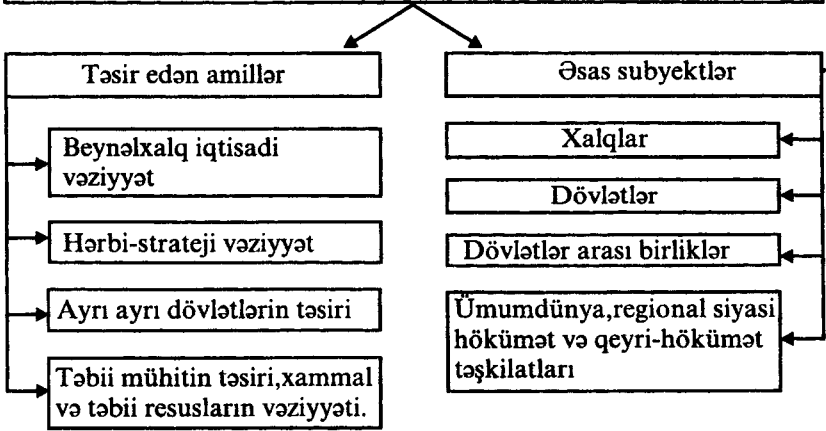 Təsir edən amillər
Beynəlxalq iqtisadi
vəziyyət
Hərbi-strateji vəziyyət
Ayrı ayrı dövlətlərin təsiri
Təbii mühitin təsiri,xammal
və təbii resusların vəziyyəti.
Əsas subyektlər
Xalqlar
Dövlətlər
Dövlətlər arası birliklər
Ümumdünya,regional siyasi
hökümət və qeyri-hökümət
təşkilatları